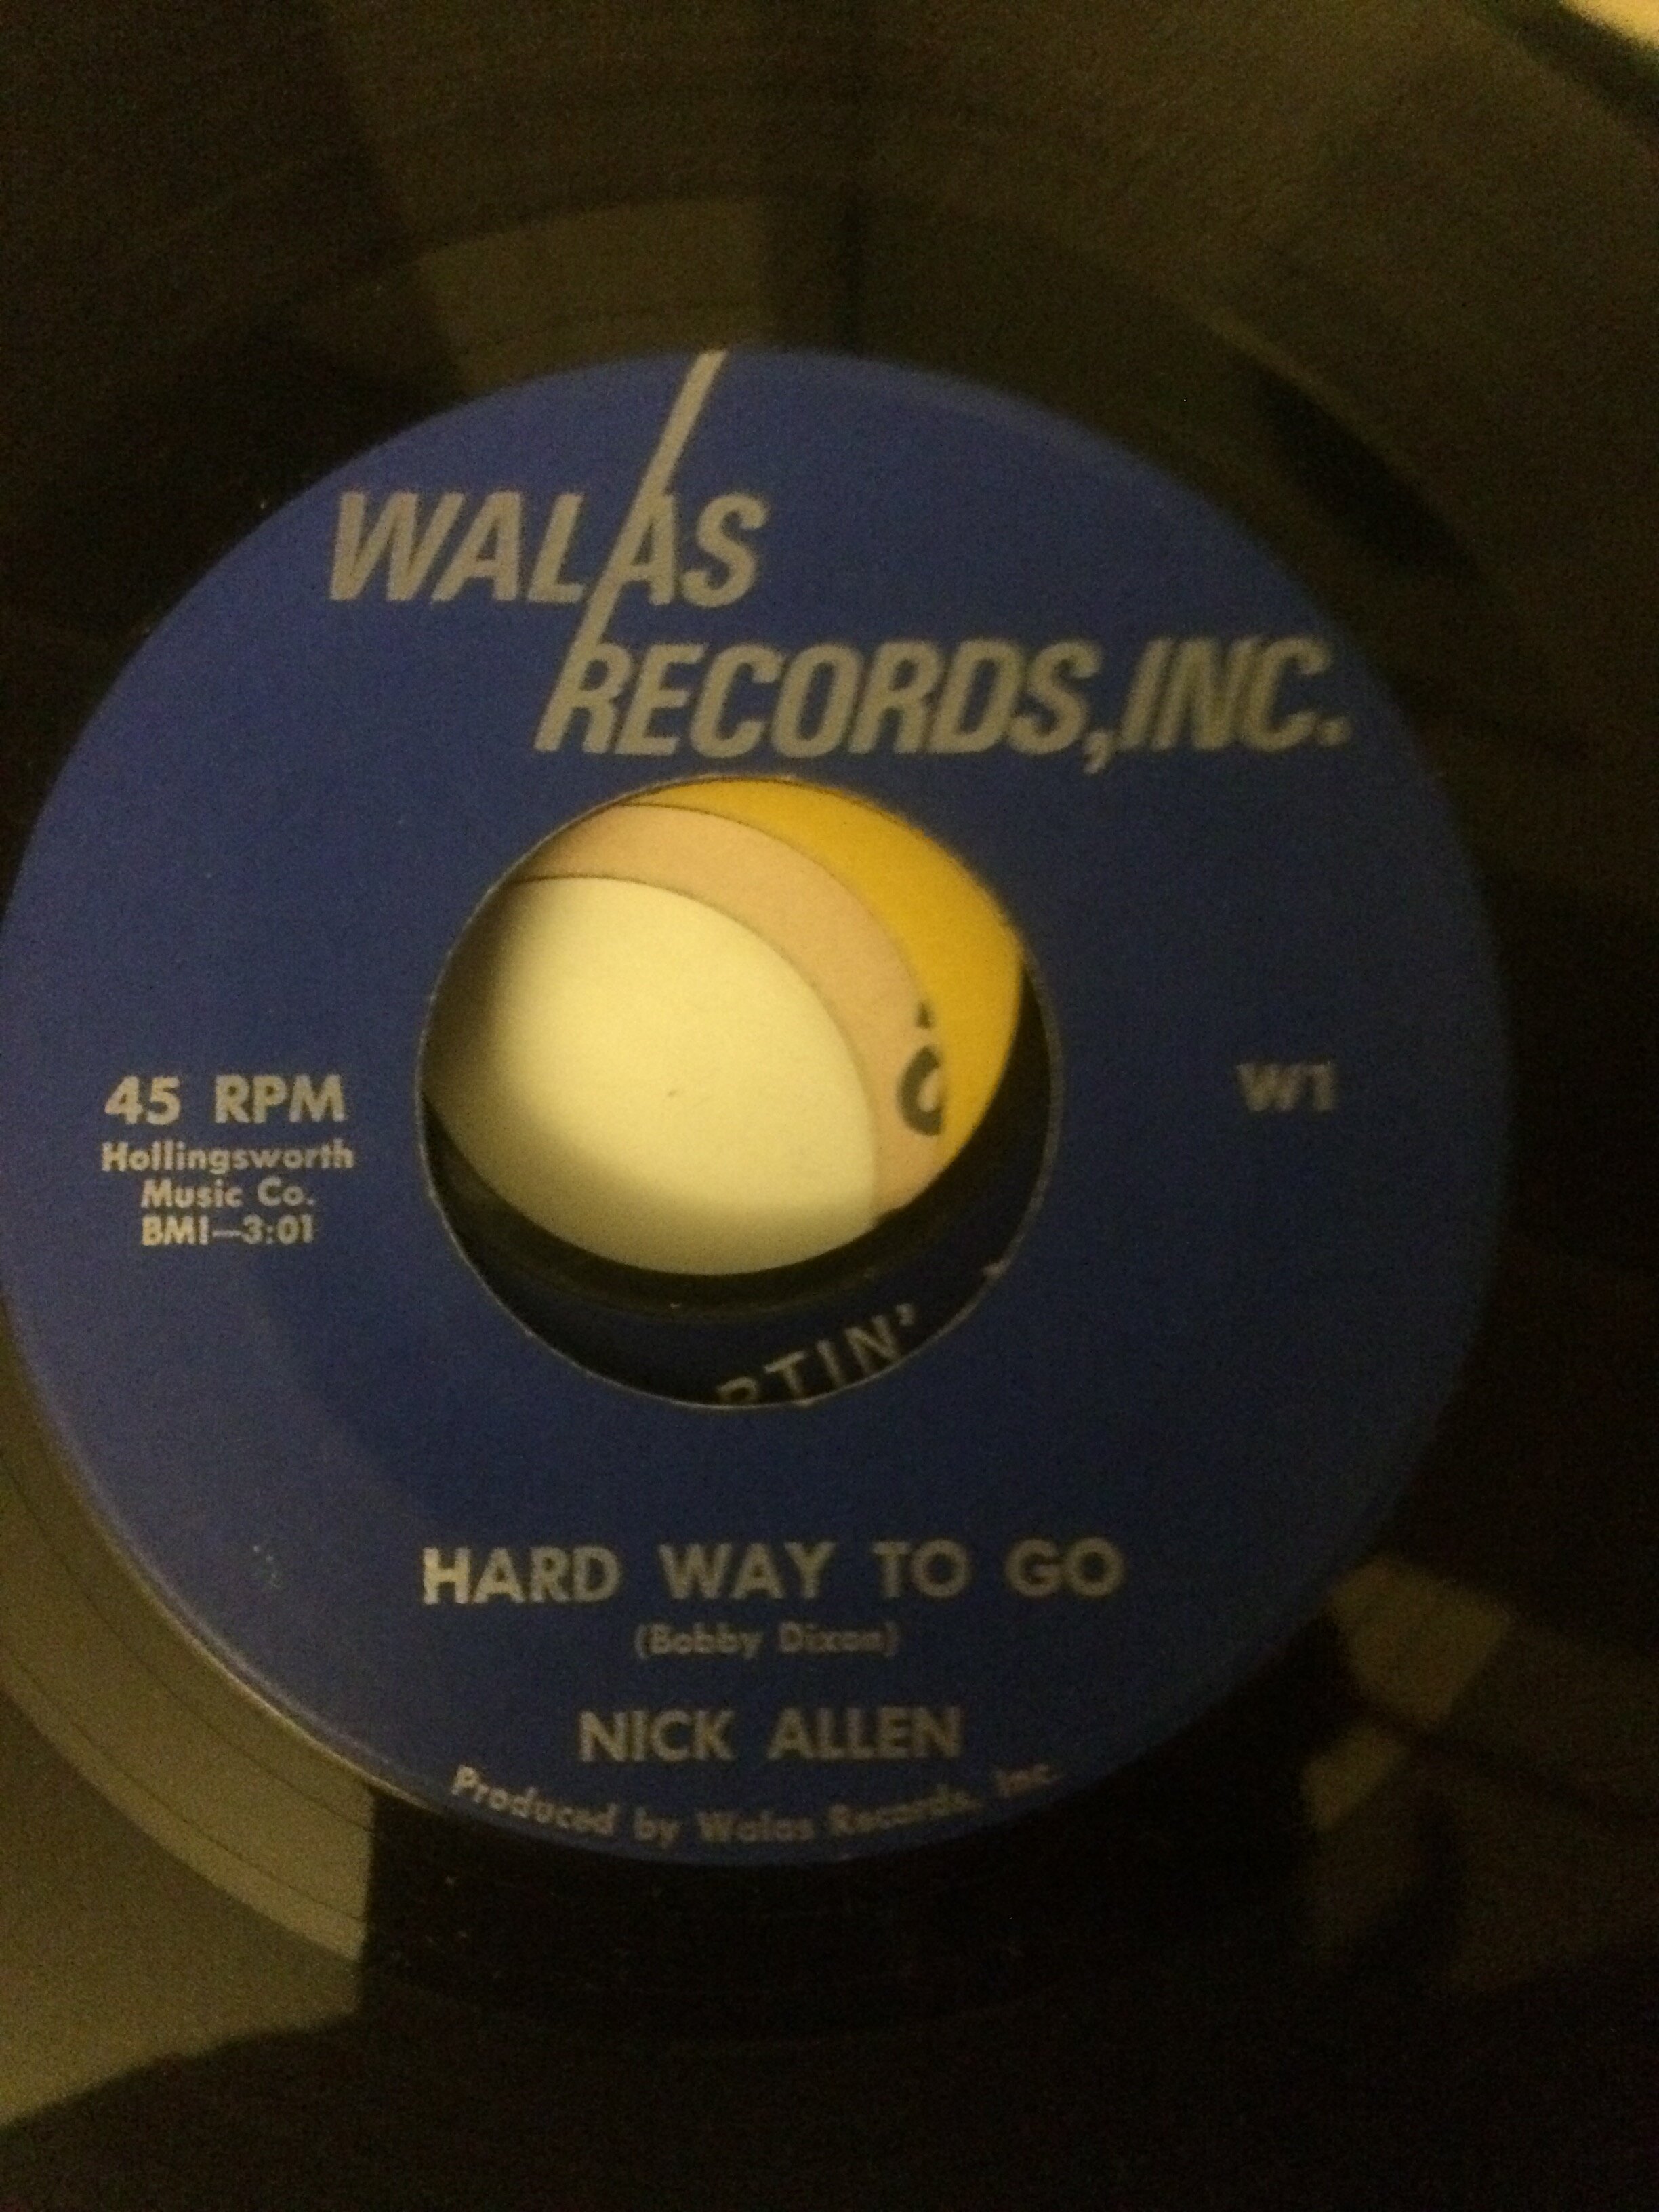 WALAS
RECORDS, INC.
45 RPM
Hollingsworth
Music Co.
BMI—3:01
W1
RTIN'
HARD WAY TO GO
(Bobby Dixon)
NICK ALLEN
Produced by Walas Records, Inc.